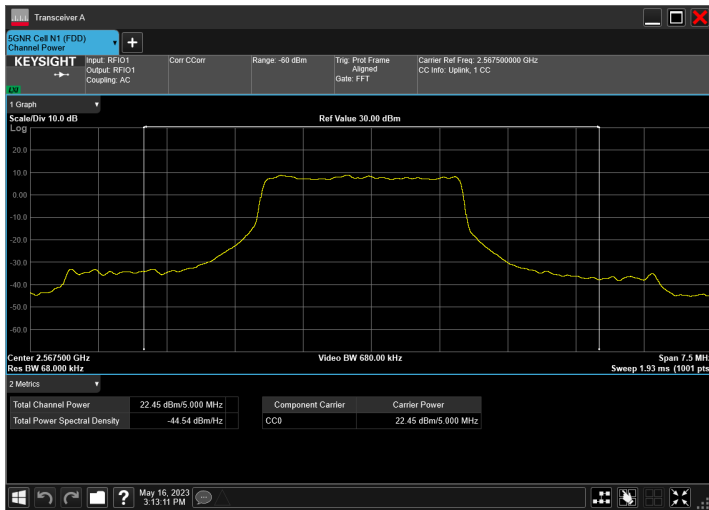 Transceiver A
5GNR Cell N1 (FDD)
Channel Power
KEYSIGHT
Input: RFIO1
Output: RFIO1
Coupling: AC
Corr CCorr
Range: -60 dBm
Trig: Prot Frame
Aligned
Gate: FFT
Carrier Ref Freq: 2.567500000 GHz
CC Info: Uplink, 1 CC
LXI
1 Graph
Scale/Div 10.0 dB
Ref Value 30.00 dBm
Log
20.0
10.0
0.00
-10.0
-20.0
-30.0
-40.0
-50.0
-60.0
Center 2.567500 GHz
Video BW 680.00 kHz
Span 7.5 MH
Res BW 68.000 kHz
Sweep 1.93 ms (1001 pts
2 Metrics
Total Channel Power 22.45 dBm/5.000 MHz
Total Power Spectral Density -44.54 dBm/Hz
Component Carrier Carrier Power
CC0 22.45 dBm/5.000 MHz
?
May 16, 2023
3:13:11 PM